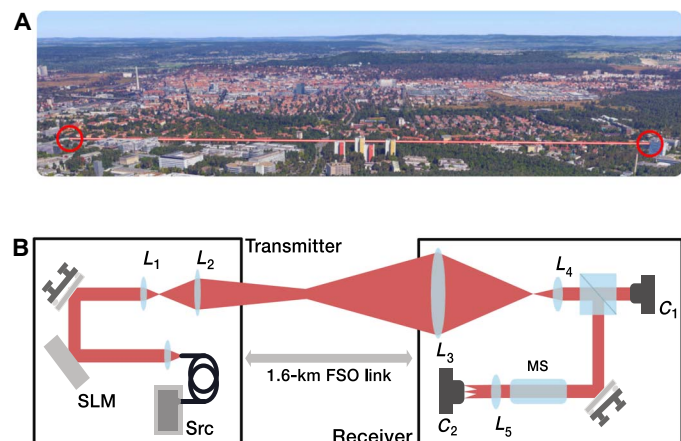 A
B
Transmitter
L1
L2
L4
C1
L3
1.6-km FSO link
MS
SLM
C2
L5
Src
Receiver